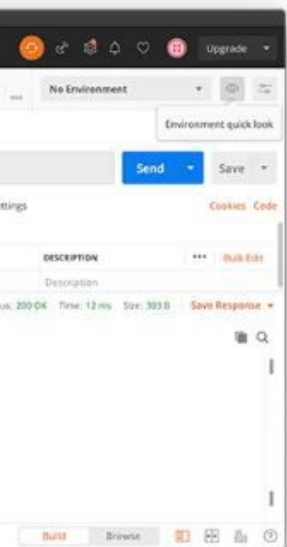 Upgrade
... No Environment
Environment quick look
Send Save
ettings Cookies Code
DESCRIPTION ... Bulk Edit
Description
us: 200 OK Time: 12 ms Size: 303 B Save Response
Build Browse